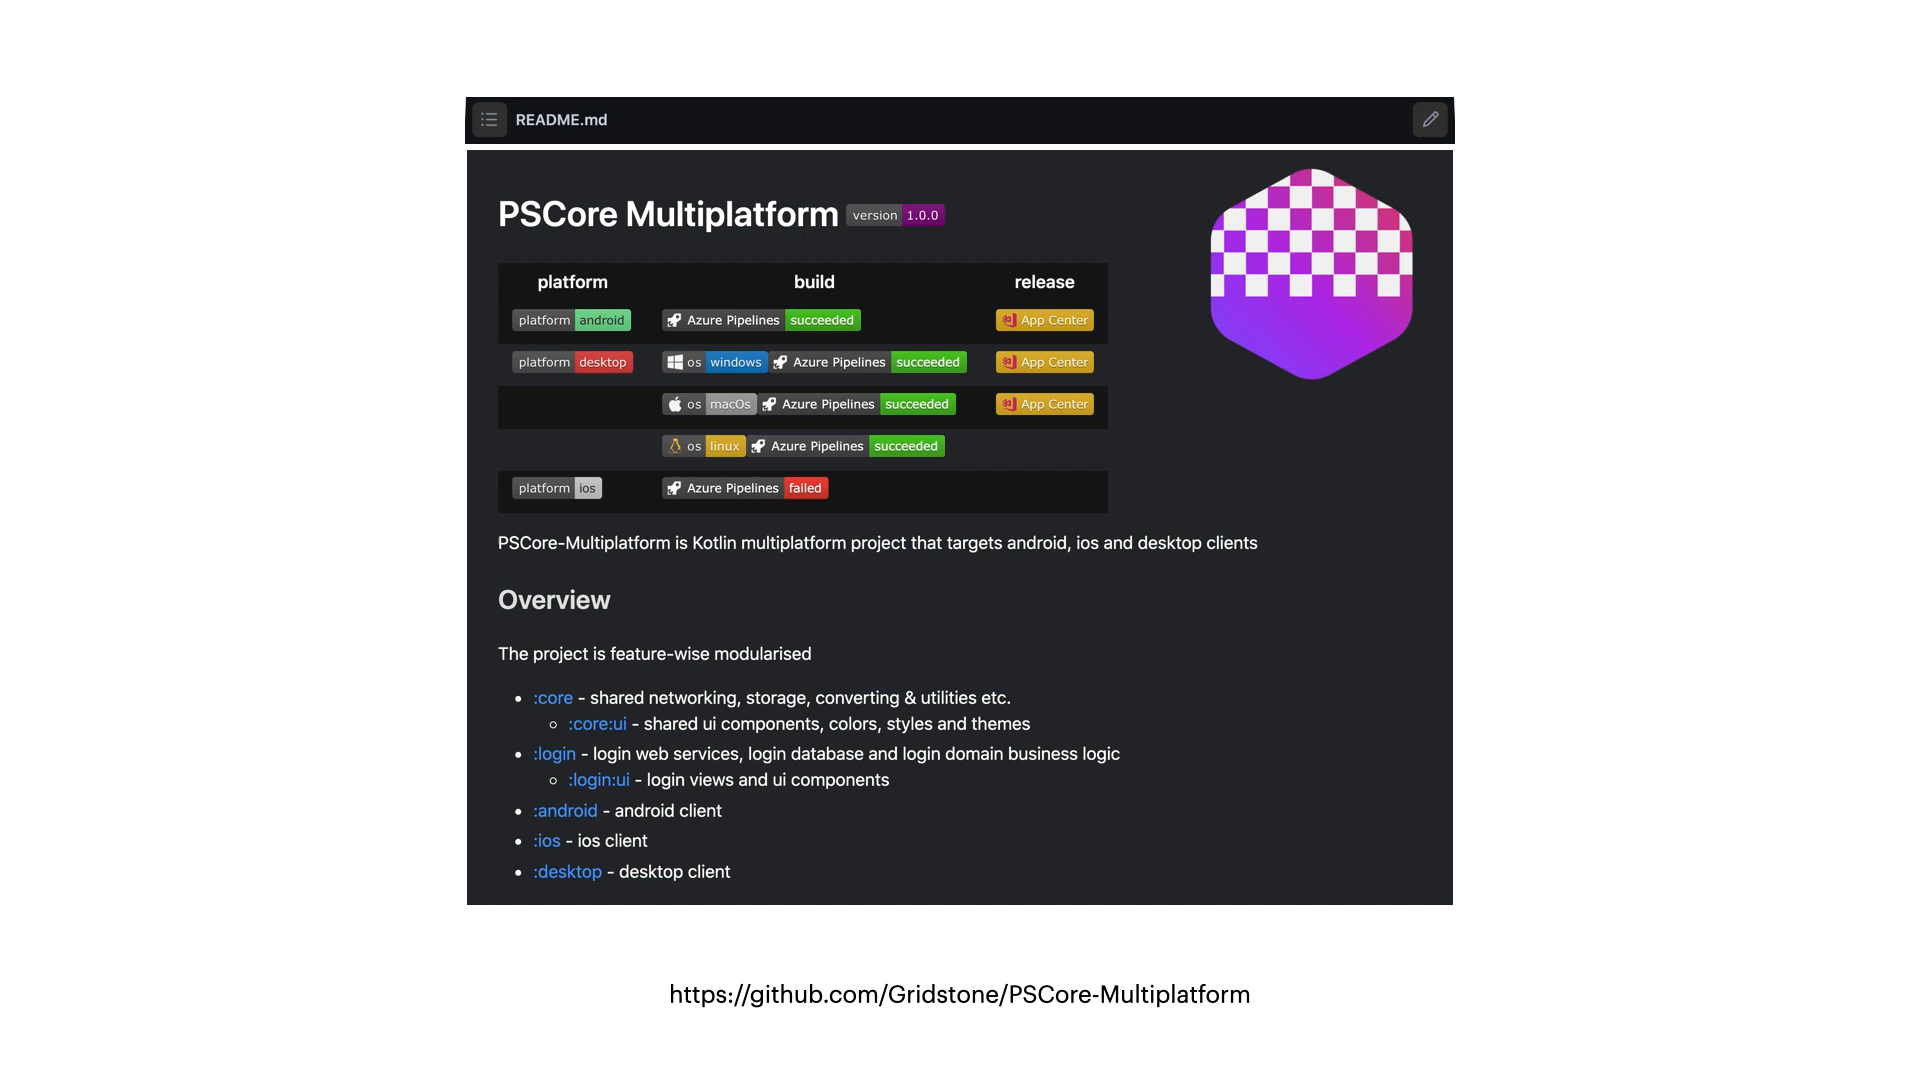 README.md
PSCore Multiplatform version 1.0.0
platform build release
platform android Azure Pipelines succeeded App Center
platform desktop os windows Azure Pipelines succeeded App Center
os macOs Azure Pipelines succeeded App Center
os linux Azure Pipelines succeeded
platform ios Azure Pipelines failed
PSCore-Multiplatform is Kotlin multiplatform project that targets android, ios and desktop clients
Overview
The project is feature-wise modularised
:core - shared networking, storage, converting & utilities etc.
:core:ui - shared ui components, colors, styles and themes
:login - login web services, login database and login domain business logic
:login:ui - login views and ui components
:android - android client
:ios - ios client
:desktop - desktop client
https://github.com/Gridstone/PSCore-Multiplatform